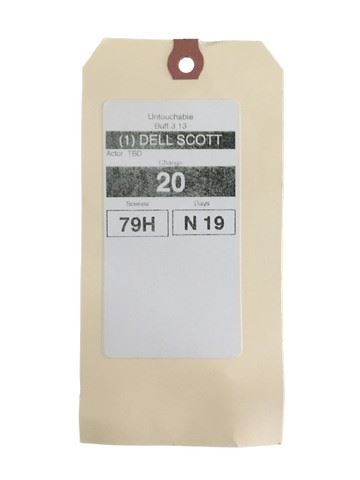 Untouchable
Buff 3.13
(1) DELL SCOTT
Actor: TBD
Change
20
Scenes
Days
79H
N 19